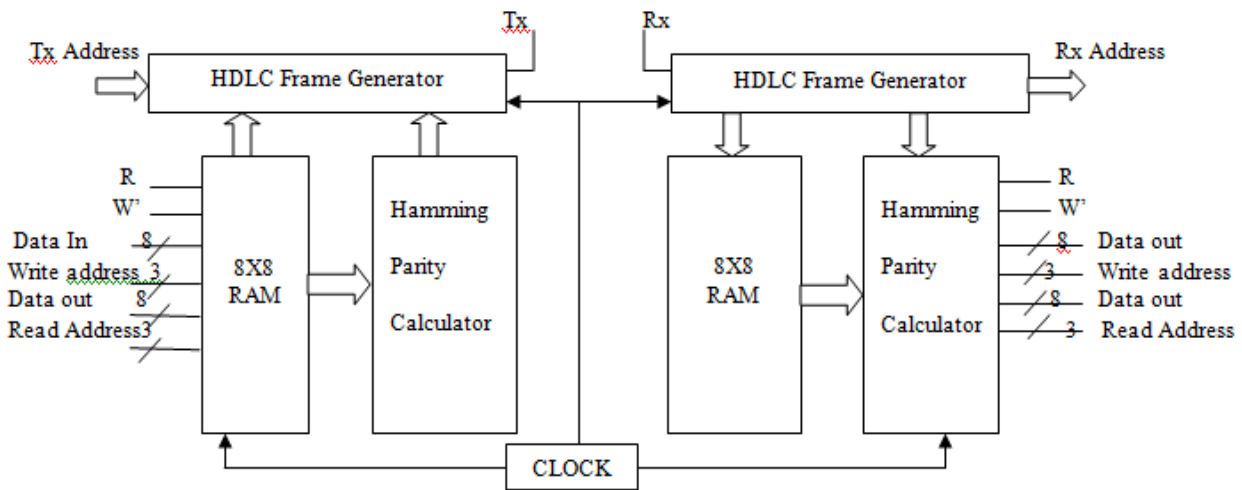 Tx
Rx
Tx Address
HDLC Frame Generator
HDLC Frame Generator
Rx Address
R
W'
Data In 8
Write address 3
Data out 8
Read Address3
8X8
RAM
Hamming
Parity
Calculator
8X8
RAM
Hamming
Parity
Calculator
R
W'
8 Data out
3 Write address
8 Data out
3 Read Address
CLOCK